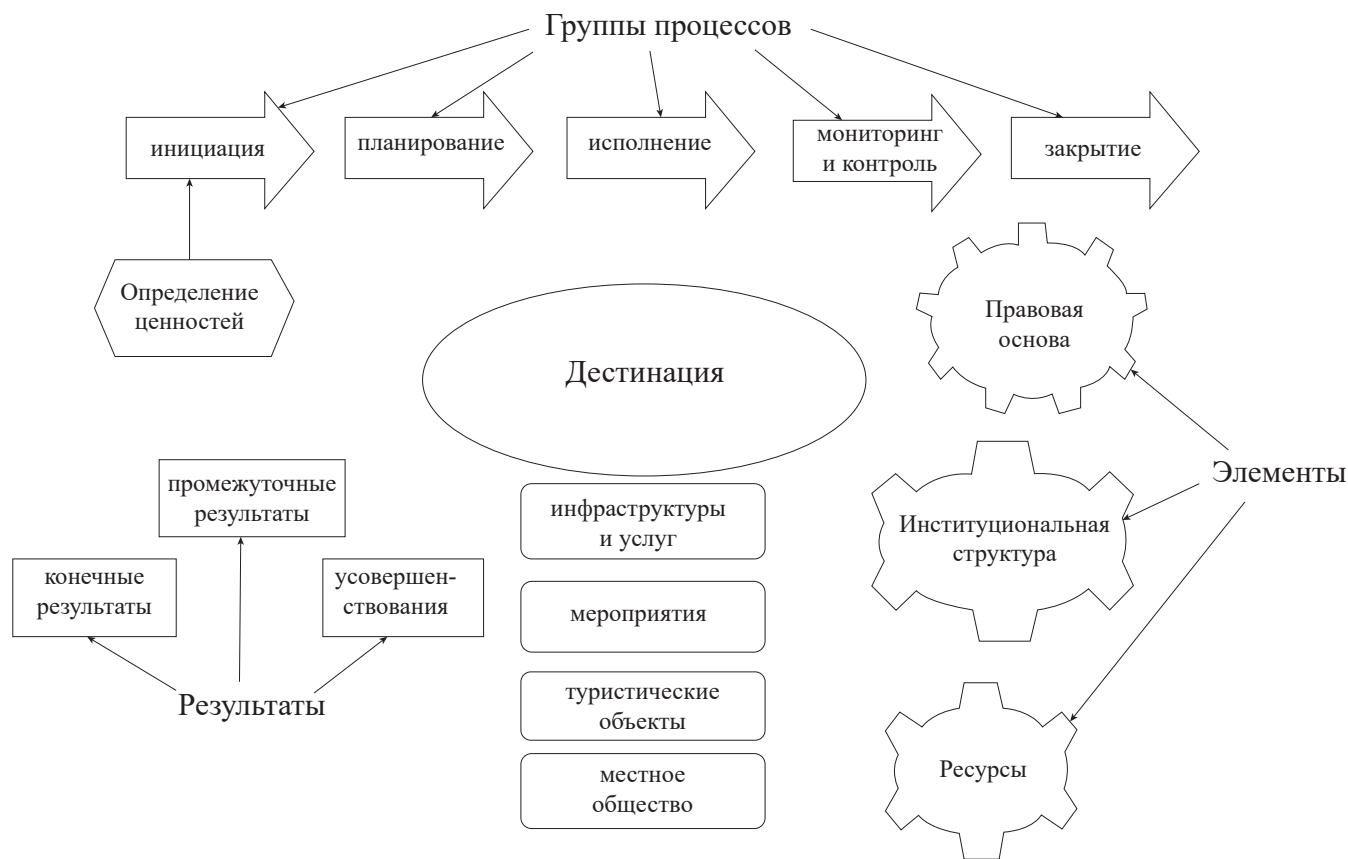 Группы процессов
инициация
планирование
исполнение
мониторинг
и контроль
закрытие
Определение
ценностей
Дестинация
Правовая
основа
Элементы
Институциональная
структура
Ресурсы
промежуточные
результаты
конечные
результаты
усовершен-
ствования
Результаты
инфраструктуры
и услуг
мероприятия
туристические
объекты
местное
общество